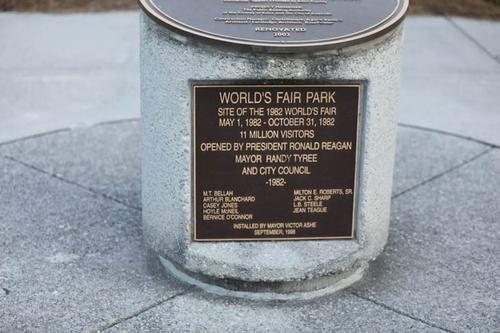 RENOVATED
WORLD'S FAIR PARK
SITE OF THE 1982 WORLD'S FAIR
MAY 1, 1982 - OCTOBER 31, 1982
11 MILLION VISITORS
OPENED BY PRESIDENT RONALD REAGAN
MAYOR RANDY TYREE
AND CITY COUNCIL
-1982-
M.T. BELLAH
ARTHUR BLANCHARD
CASEY JONES
HOYLE McNEIL
BERNICE O'CONNOR
MILTON E. ROBERTS, SR.
JACK C. SHARP
L.B. STEELE
JEAN TEAGUE
INSTALLED BY MAYOR VICTOR ASHE
SEPTEMBER, 1998